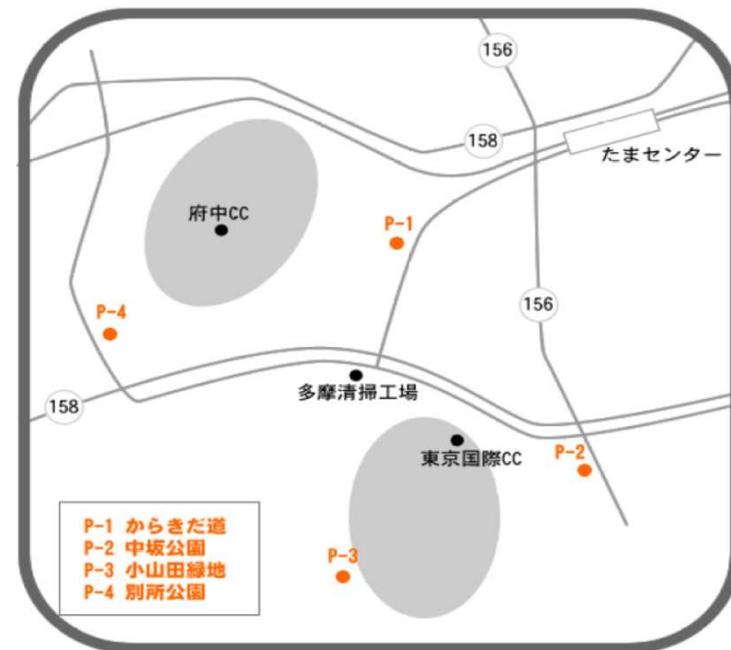 156
158
たまセンター
府中CC
P-1
156
P-4
158
多摩清掃工場
東京国際CC
P-2
P-3
P-1 からきだ道
P-2 中坂公園
P-3 小山田緑地
P-4 別所公園